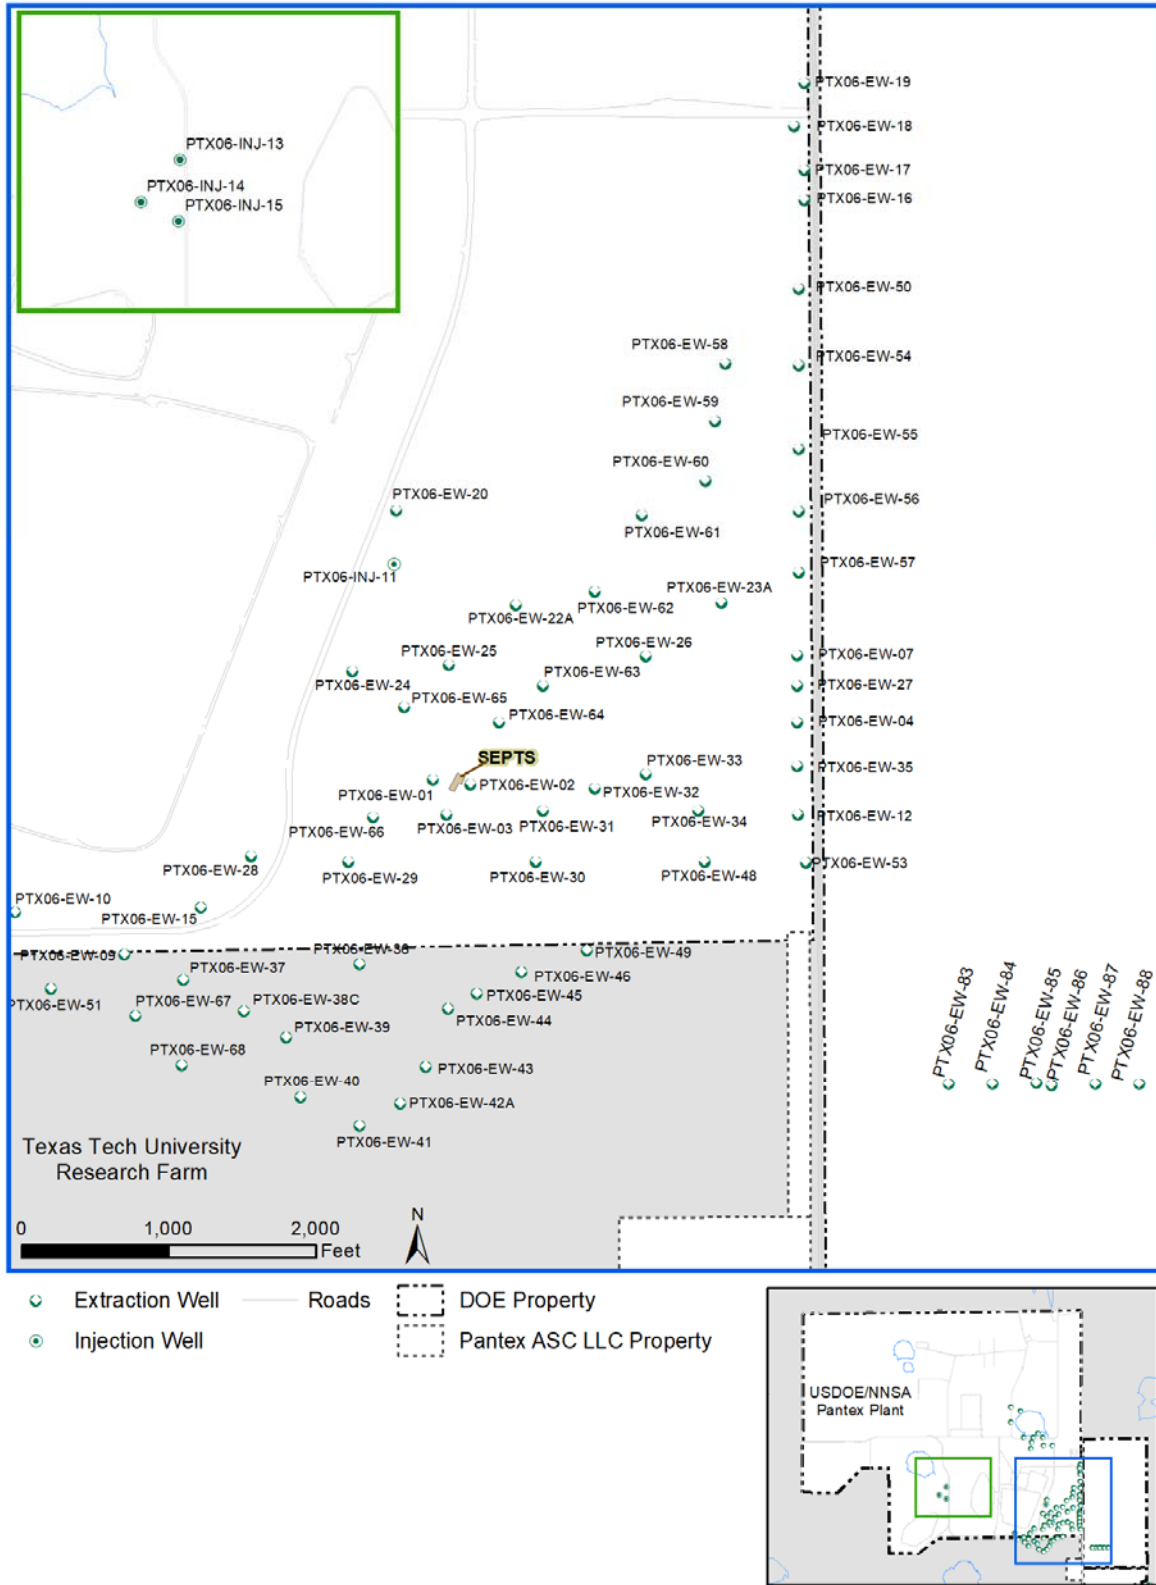 PTX06-INJ-13
PTX06-INJ-14
PTX06-INJ-15
PTX06-EW-19
PTX06-EW-18
PTX06-EW-17
PTX06-EW-16
PTX06-EW-50
PTX06-EW-58
PTX06-EW-54
PTX06-EW-59
PTX06-EW-55
PTX06-EW-60
PTX06-EW-20
PTX06-EW-56
PTX06-EW-61
PTX06-INJ-11
PTX06-EW-57
PTX06-EW-23A
PTX06-EW-62
PTX06-EW-22A
PTX06-EW-26
PTX06-EW-25
PTX06-EW-07
PTX06-EW-63
PTX06-EW-24
PTX06-EW-27
PTX06-EW-65
PTX06-EW-64
PTX06-EW-04
SEPTS
PTX06-EW-33
PTX06-EW-35
PTX06-EW-02
PTX06-EW-01
PTX06-EW-32
PTX06-EW-66
PTX06-EW-03
PTX06-EW-31
PTX06-EW-34
PTX06-EW-12
PTX06-EW-28
PTX06-EW-29
PTX06-EW-30
PTX06-EW-48
PTX06-EW-53
PTX06-EW-10
PTX06-EW-15
PTX06-EW-09
PTX06-EW-36
PTX06-EW-49
PTX06-EW-37
PTX06-EW-46
PTX06-EW-51
PTX06-EW-67
PTX06-EW-38C
PTX06-EW-45
PTX06-EW-39
PTX06-EW-44
PTX06-EW-68
PTX06-EW-43
PTX06-EW-40
PTX06-EW-42A
PTX06-EW-41
PTX06-EW-83
PTX06-EW-84
PTX06-EW-85
PTX06-EW-86
PTX06-EW-87
PTX06-EW-88
Texas Tech University
Research Farm
0 1,000 2,000
Feet
N
Extraction Well
Roads
DOE Property
Injection Well
Pantex ASC LLC Property
USDOE/NNSA
Pantex Plant